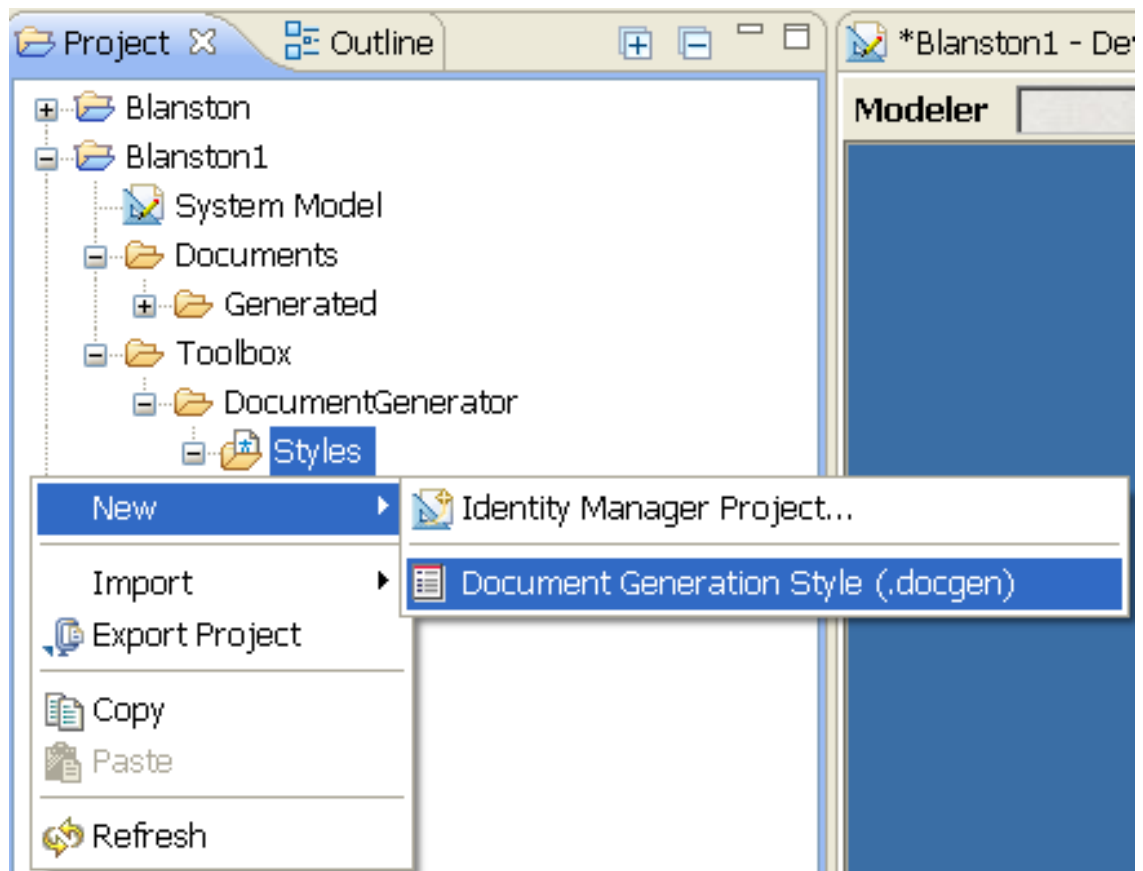 Project Outline *Blanston1 - De
Blanston
Modeler
Blanston1
System Model
Documents
Generated
Toolbox
DocumentGenerator
Styles
New
Identity Manager Project...
Import
Document Generation Style (.docgen)
Export Project
Copy
Paste
Refresh